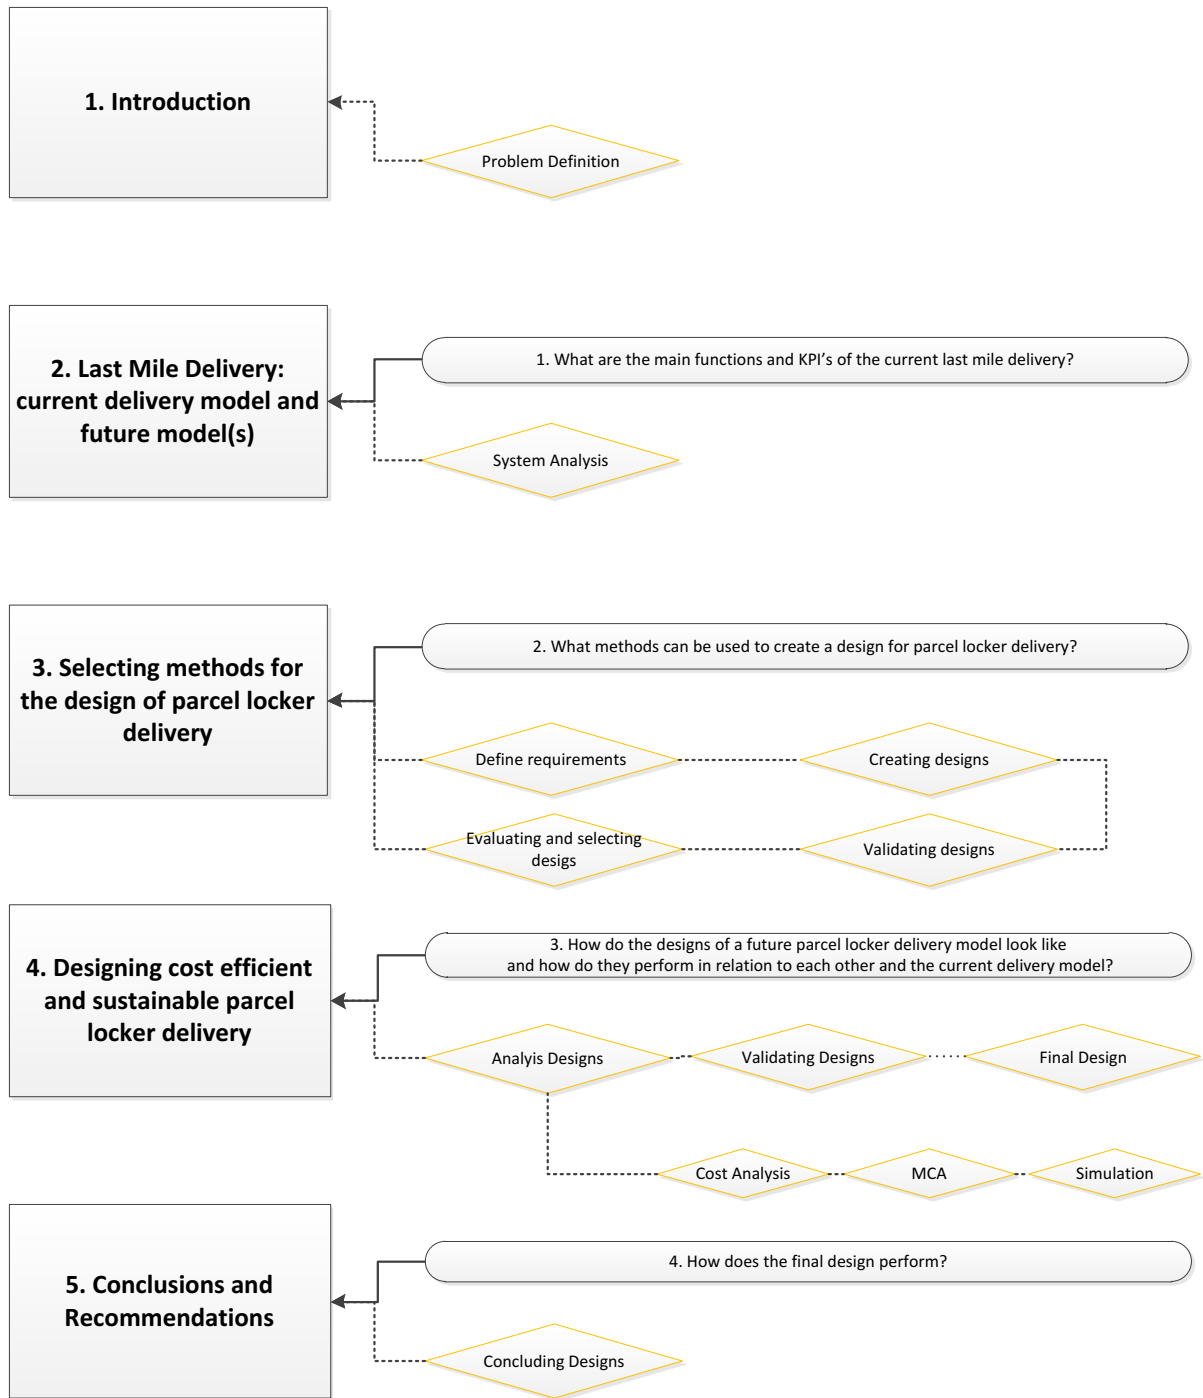 1. Introduction
Problem Definition
2. Last Mile Delivery:
current delivery model and
future model(s)
1. What are the main functions and KPI's of the current last mile delivery?
System Analysis
3. Selecting methods for
the design of parcel locker
delivery
2. What methods can be used to create a design for parcel locker delivery?
Define requirements
Creating designs
Evaluating and selecting
desigs
Validating designs
4. Designing cost efficient
and sustainable parcel
locker delivery
3. How do the designs of a future parcel locker delivery model look like
and how do they perform in relation to each other and the current delivery model?
Analyis Designs
Validating Designs
Final Design
Cost Analysis
MCA
Simulation
5. Conclusions and
Recommendations
4. How does the final design perform?
Concluding Designs